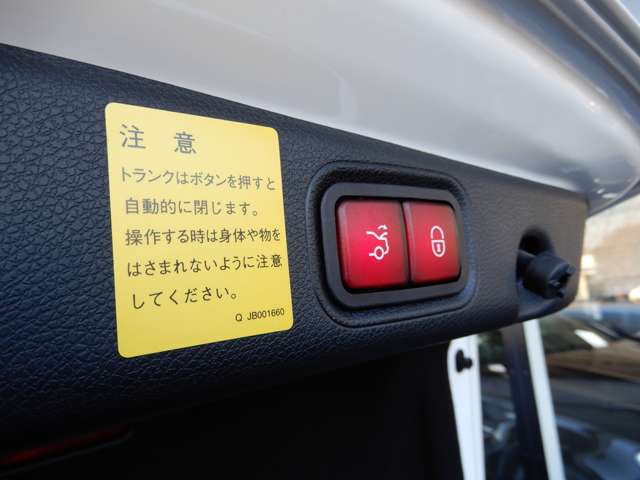 注 意
トランクはボタンを押すと
自動的に閉じます。
操作する時は身体や物を
はさまれないように注意
してください。
Q JB001660